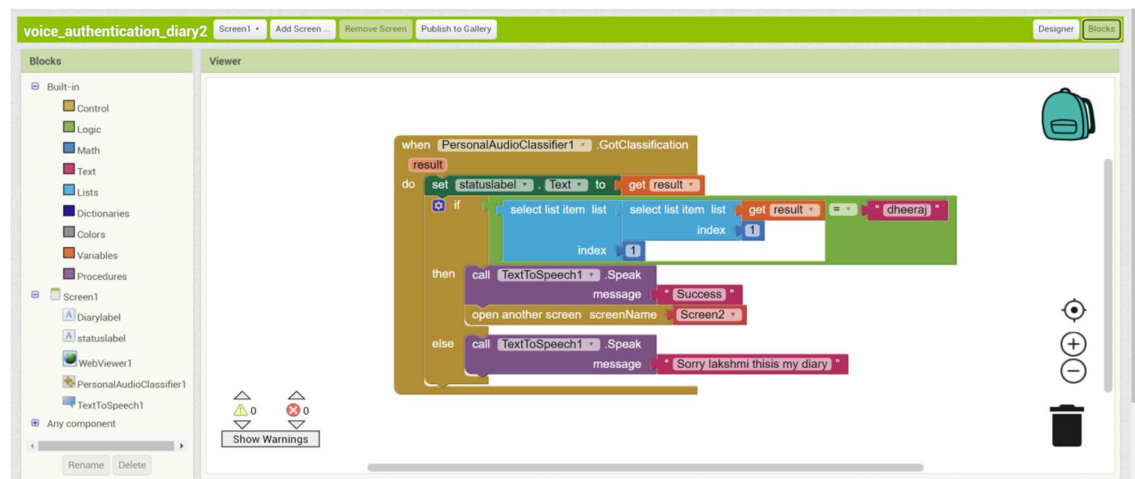 voice_authentication_diary2 Screen1 Add Screen ... Remove Screen Publish to Gallery Designer Blocks
Blocks
Viewer
Built-in
Control
Logic
Math
Text
Lists
Dictionaries
Colors
Variables
Procedures
Screen1
Diarylabel
statuslabel
WebViewer1
PersonalAudioClassifier1
TextToSpeech1
Any component
Rename Delete
when PersonalAudioClassifier1 .GotClassification
result
do set statuslabel . Text to get result
if select list item list select list item list get result = " dheeraj "
index 1
index 1
then call TextToSpeech1 .Speak
message " Success "
open another screen screenName Screen2
else call TextToSpeech1 .Speak
message " Sorry lakshmi thisis my diary "
0 0
Show Warnings